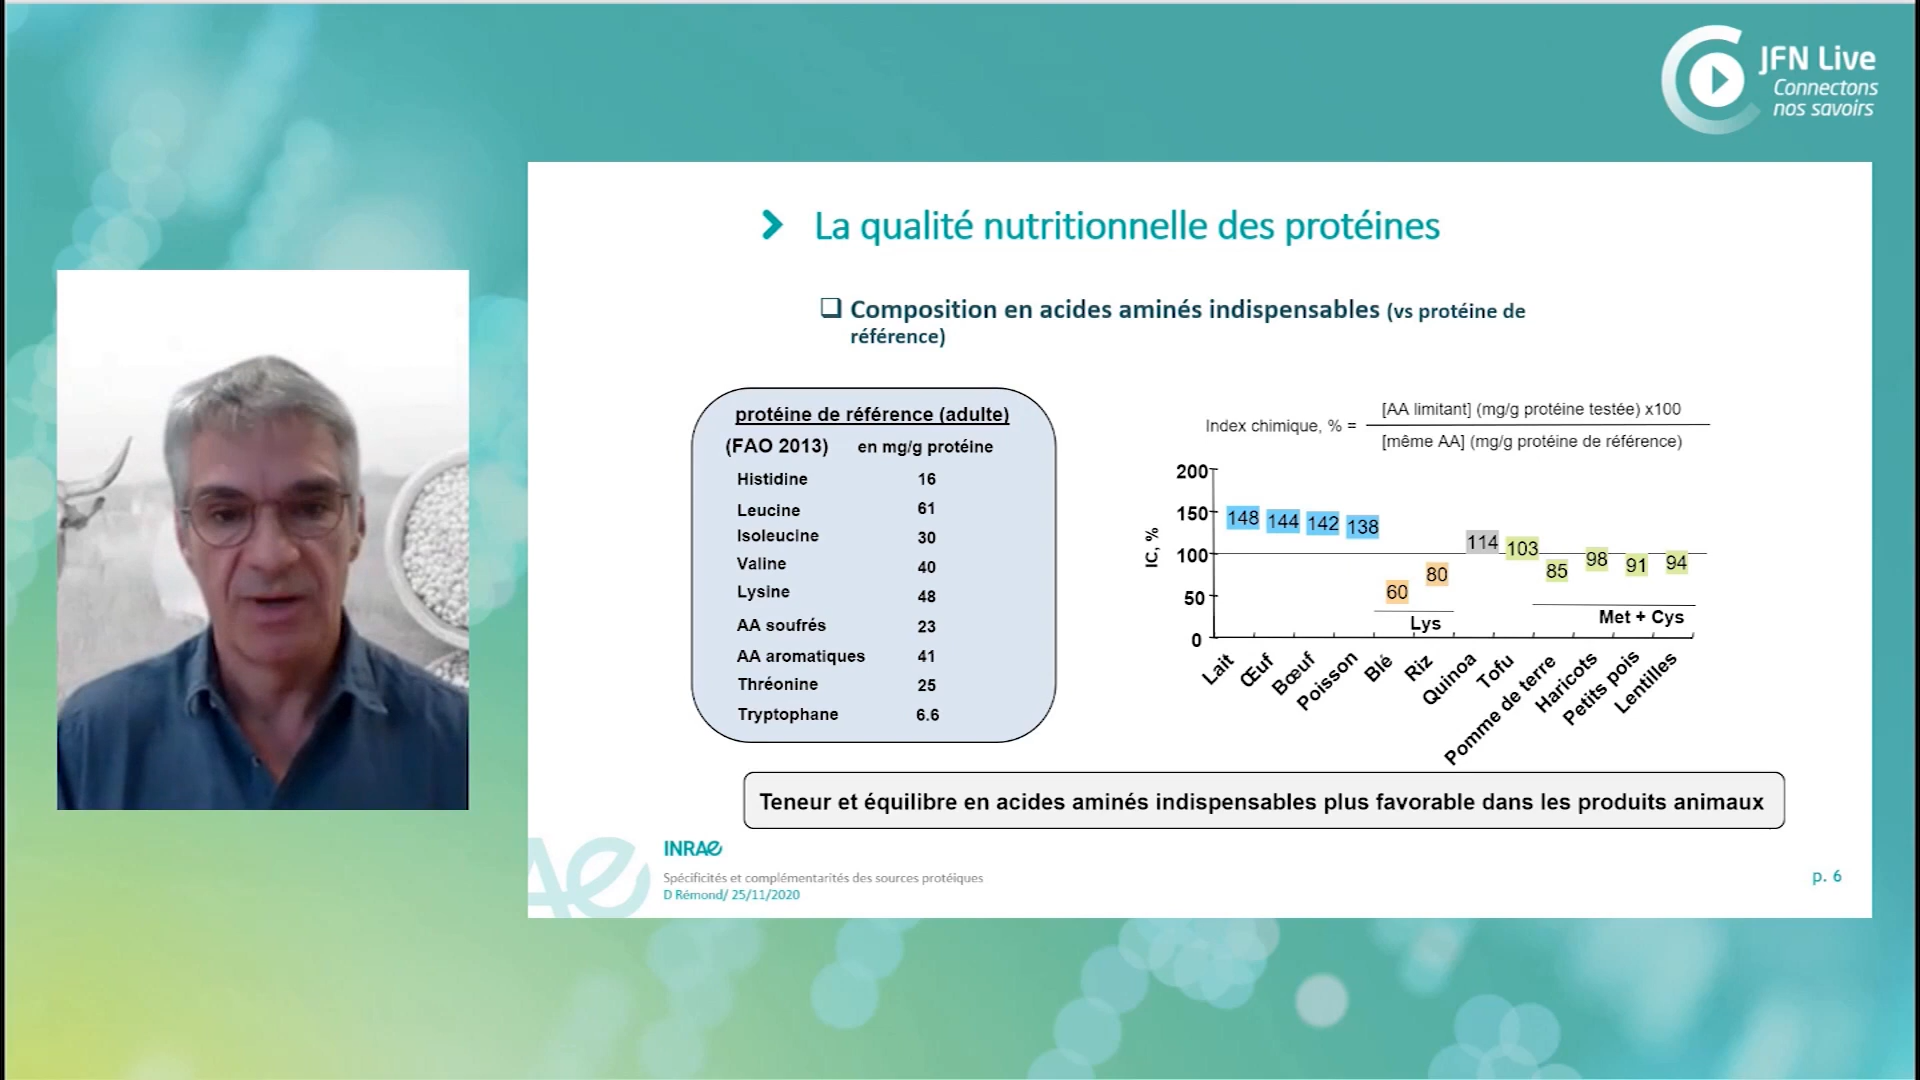 JFN Live
Connectons
nos savoirs
La qualité nutritionnelle des protéines
Composition en acides aminés indispensables (vs protéine de
référence)
protéine de référence (adulte)
(FAO 2013) en mg/g protéine
Histidine 16
Leucine 61
Isoleucine 30
Valine 40
Lysine 48
AA soufrés 23
AA aromatiques 41
Thréonine 25
Tryptophane 6.6
[AA limitant] (mg/g protéine testée) x100
Index chimique, % =
[même AA] (mg/g protéine de référence)
IC, %
200
150
100
50
0
148 144 142 138
60 80
114 103 85 98 91 94
Lys
Met + Cys
Lait
Œuf
Bœuf
Poisson
Blé
Riz
Quinoa
Tofu
Pomme de terre
Haricots
Petits pois
Lentilles
Teneur et équilibre en acides aminés indispensables plus favorable dans les produits animaux
INRAE
Spécificités et complémentarités des sources protéiques
D Rémond/ 25/11/2020
p. 6